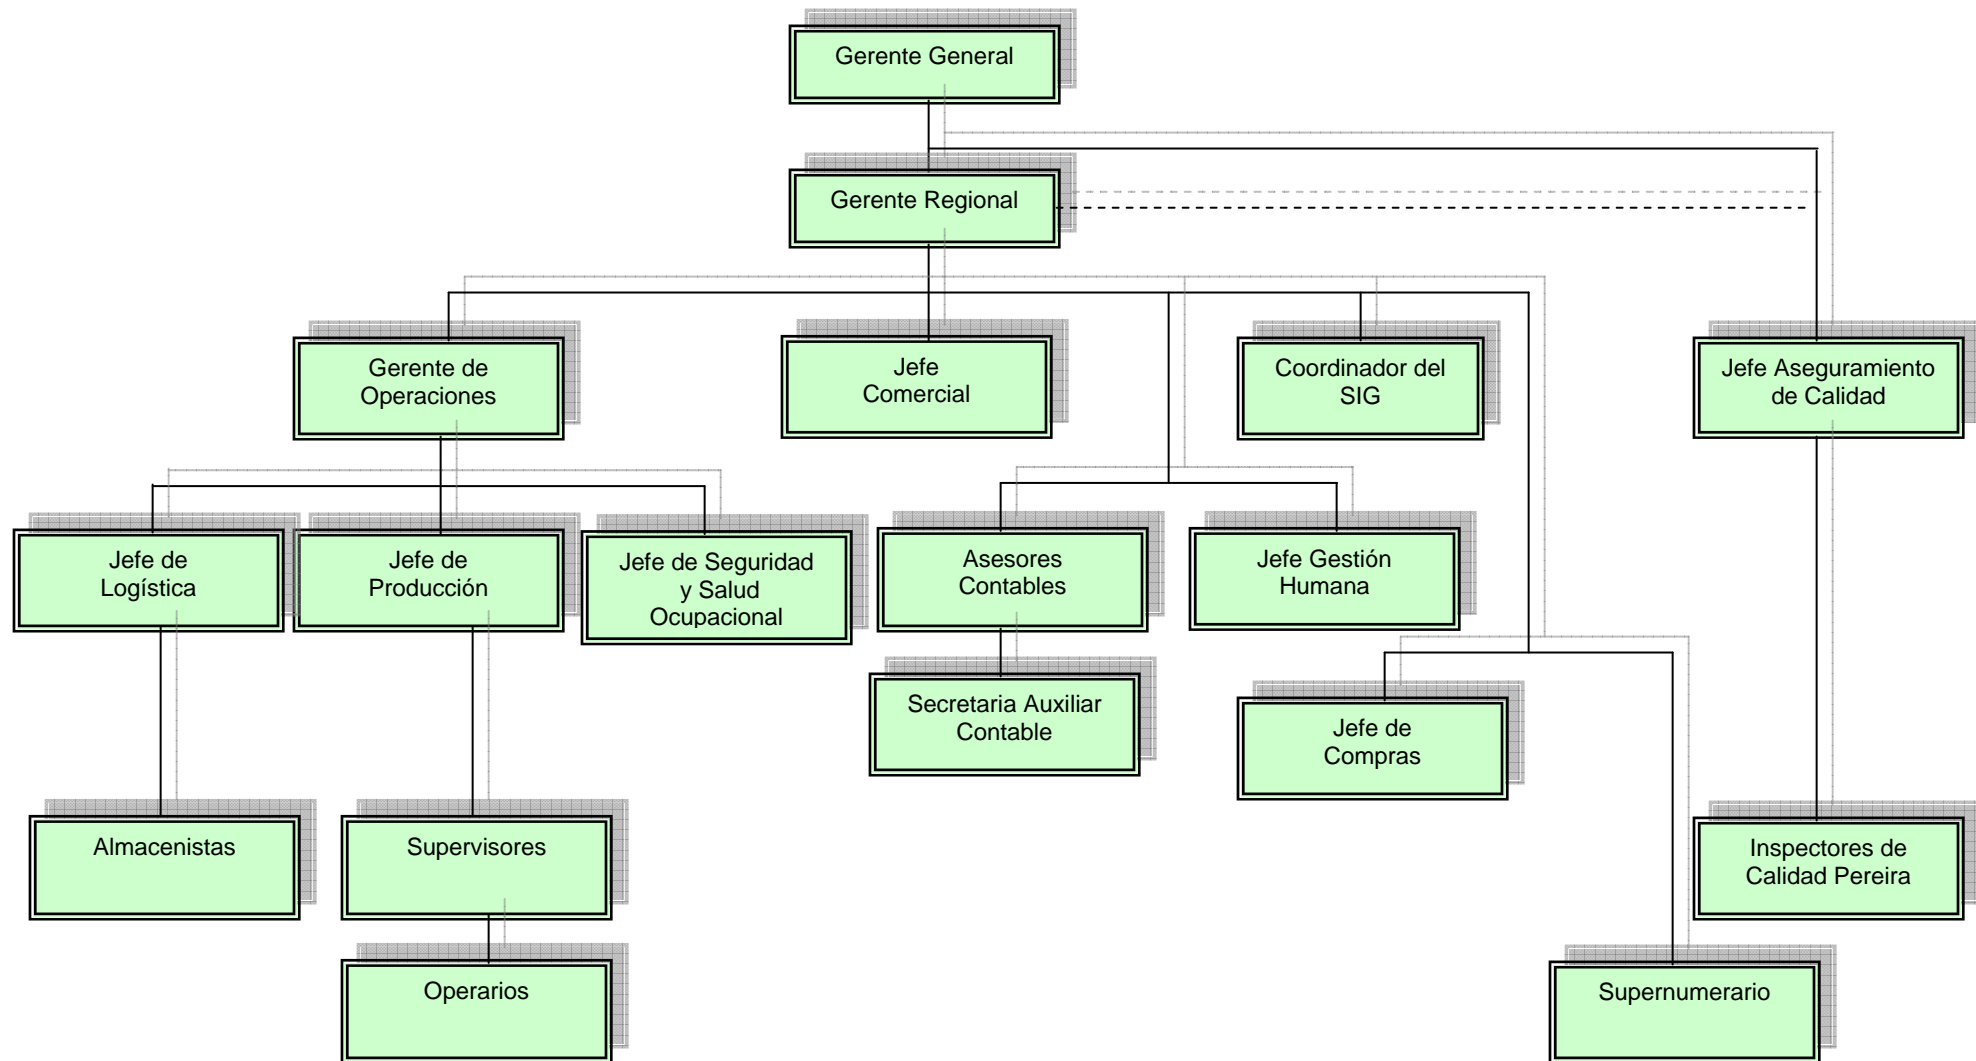 Gerente General
Gerente Regional
Gerente de
Operaciones
Jefe
Comercial
Coordinador del
SIG
Jefe Aseguramiento
de Calidad
Jefe de
Logística
Jefe de
Producción
Jefe de Seguridad
y Salud
Ocupacional
Asesores
Contables
Jefe Gestión
Humana
Secretaria Auxiliar
Contable
Jefe de
Compras
Almacenistas
Supervisores
Inspectores de
Calidad Pereira
Operarios
Supernumerario